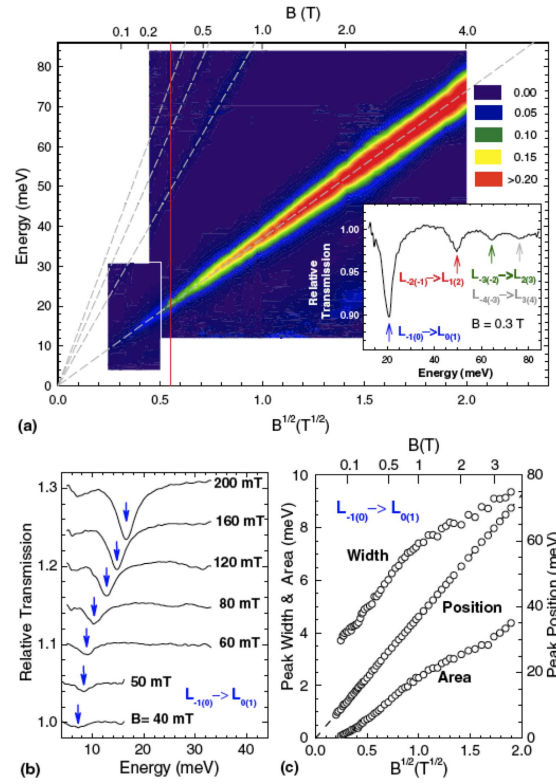 B (T)
0.1 0.2 0.5 1.0 2.0 4.0
80
70
60
50
40
30
20
10
0
Energy (meV)
0.00
0.05
0.10
0.15
>0.20
1.00
0.95
0.90
Relative
Transmission
L-2(-1)->L1(2)
L-3(-2)->L2(3)
L-4(-3)->L3(4)
B = 0.3 T
L-1(0)->L0(1)
20 40 60 80
Energy (meV)
0.0 0.5 1.0 1.5 2.0
B1/2(T1/2)
(a)
1.3
1.2
1.1
1.0
Relative Transmission
200 mT
160 mT
120 mT
80 mT
60 mT
50 mT
L-1(0)->L0(1)
B= 40 mT
10 20 30 40
Energy (meV)
(b)
B(T)
0.1 0.5 1 2 3
10
8
6
4
2
0
Peak Width & Area (meV)
L-1(0)->L0(1)
Width
Position
Area
80
60
40
20
0
Peak Position (meV)
0.0 0.5 1.0 1.5 2.0
B1/2(T1/2)
(c)